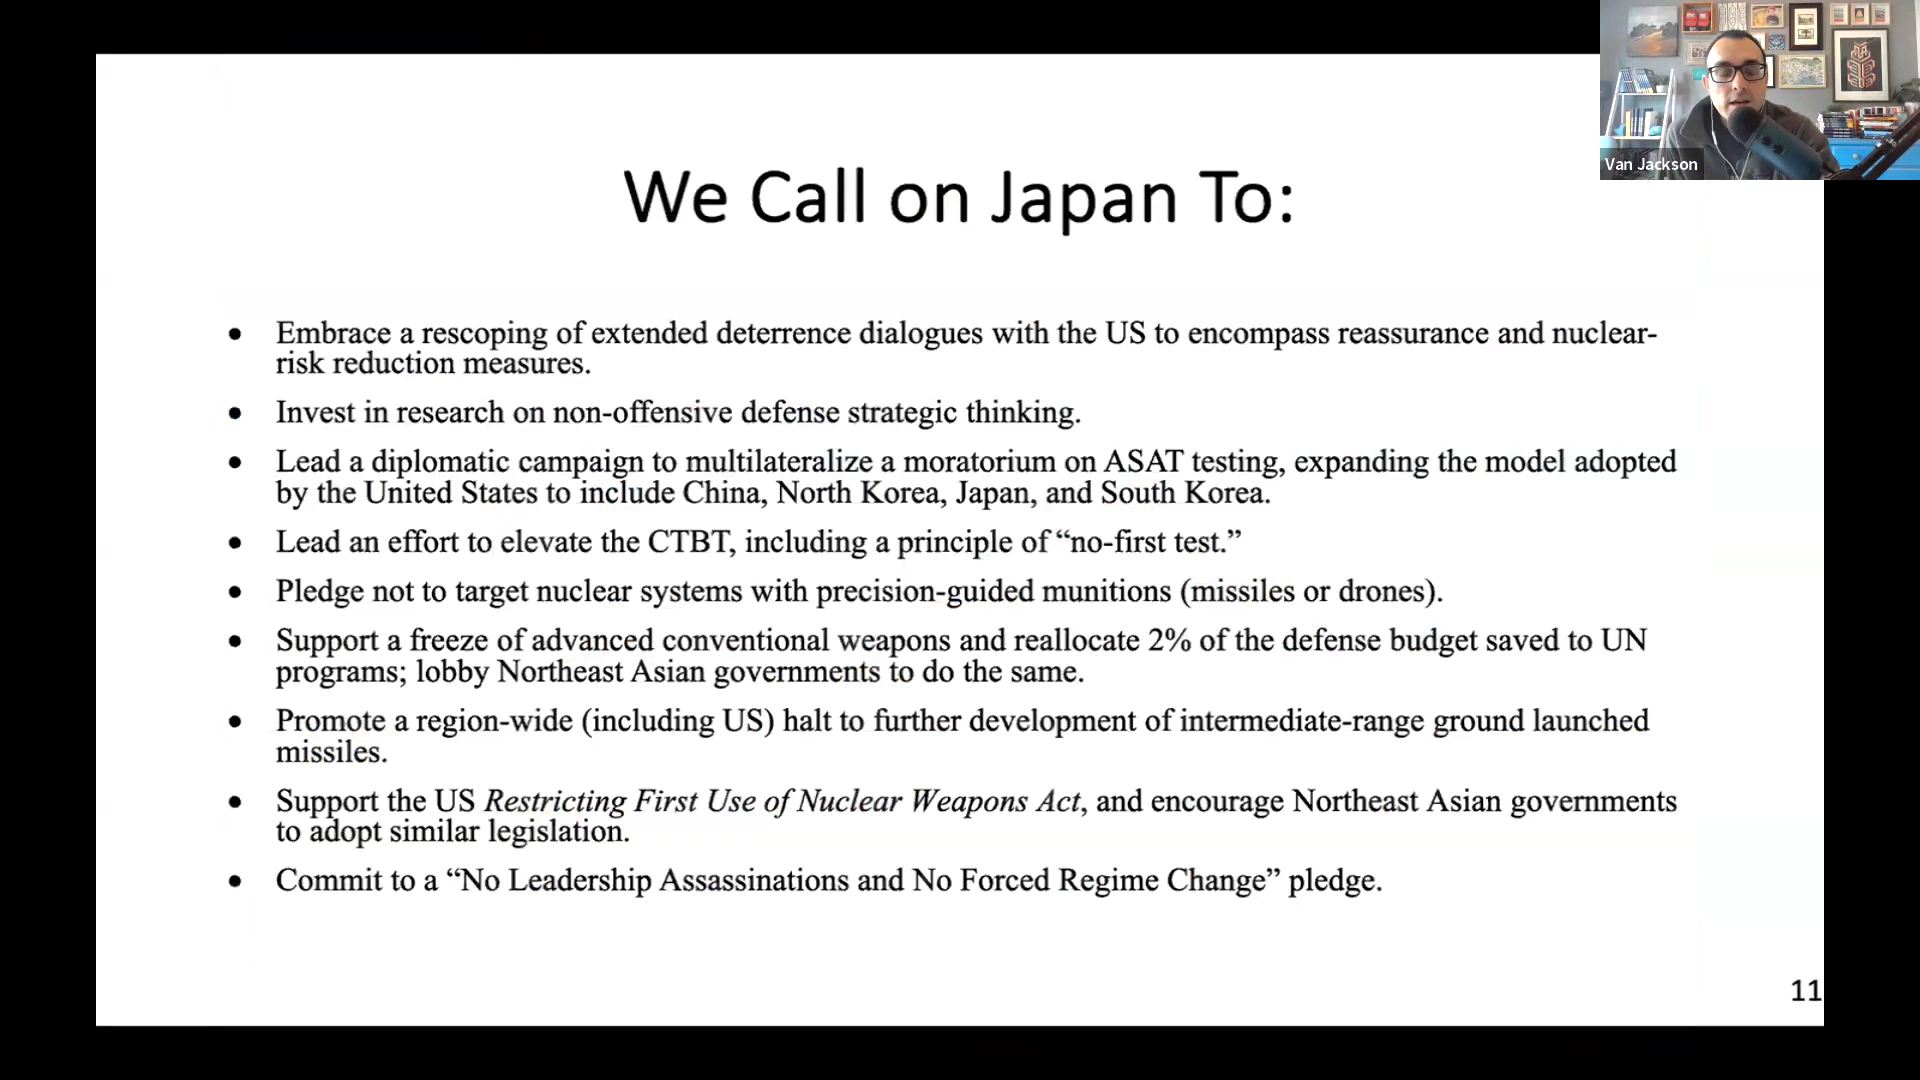 Van Jackson
We Call on Japan To:
• Embrace a rescoping of extended deterrence dialogues with the US to encompass reassurance and nuclear-
risk reduction measures.
• Invest in research on non-offensive defense strategic thinking.
• Lead a diplomatic campaign to multilateralize a moratorium on ASAT testing, expanding the model adopted
by the United States to include China, North Korea, Japan, and South Korea.
• Lead an effort to elevate the CTBT, including a principle of “no-first test.”
• Pledge not to target nuclear systems with precision-guided munitions (missiles or drones).
• Support a freeze of advanced conventional weapons and reallocate 2% of the defense budget saved to UN
programs; lobby Northeast Asian governments to do the same.
• Promote a region-wide (including US) halt to further development of intermediate-range ground launched
missiles.
• Support the US Restricting First Use of Nuclear Weapons Act, and encourage Northeast Asian governments
to adopt similar legislation.
• Commit to a “No Leadership Assassinations and No Forced Regime Change” pledge.
11